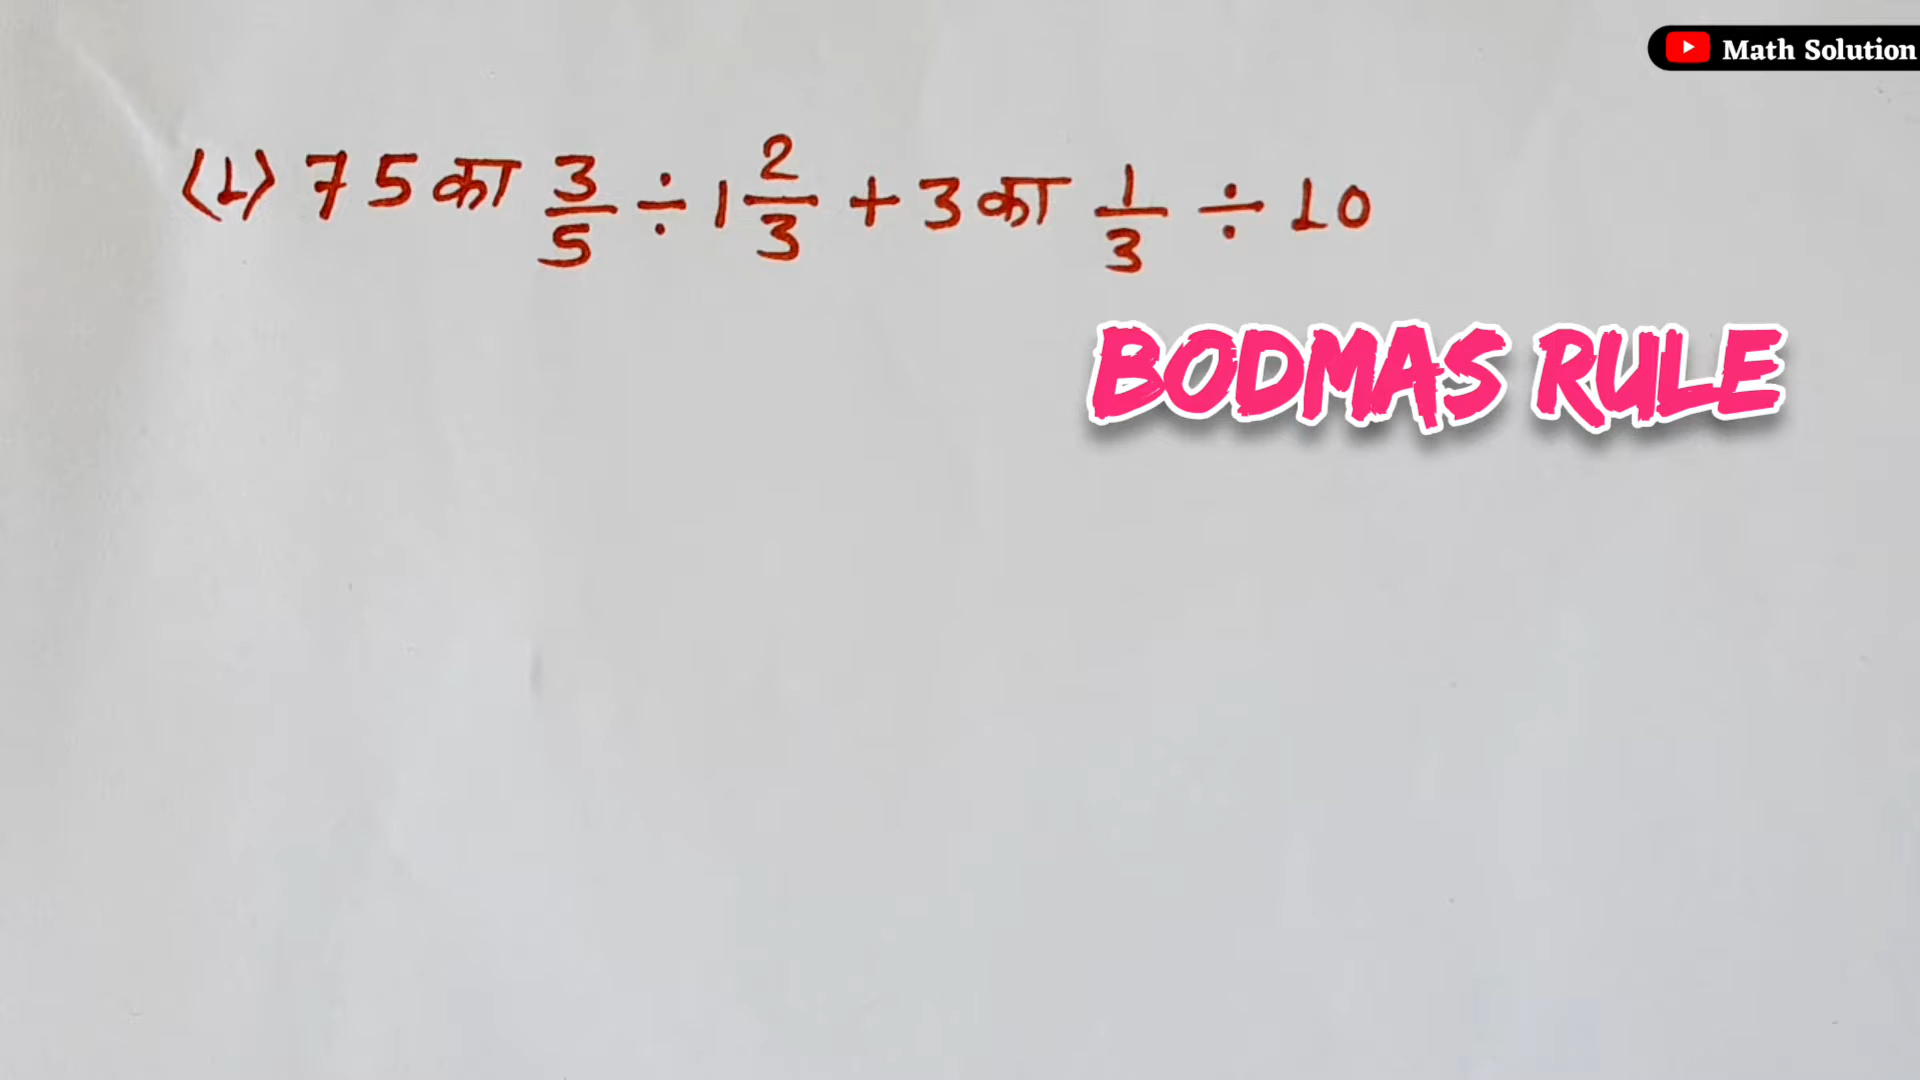 Math Solution
(1) 75 का 3/5 ÷ 1 2/3 + 3 का 1/3 ÷ 10
BODMAS RULE